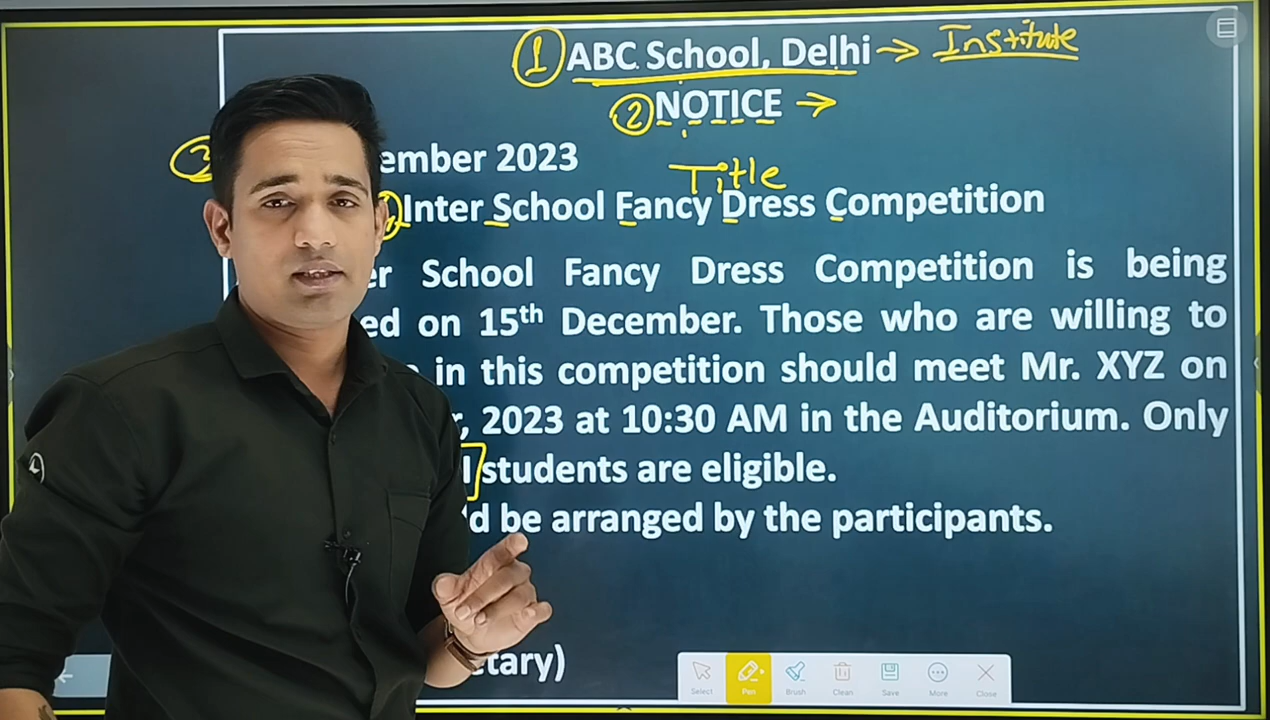 1 ABC School, Delhi → Institute
2 NOTICE →
3 ember 2023
Title
Inter School Fancy Dress Competition
er School Fancy Dress Competition is being
ed on 15th December. Those who are willing to
in this competition should meet Mr. XYZ on
, 2023 at 10:30 AM in the Auditorium. Only
l students are eligible.
d be arranged by the participants.
etary)
Select Pen Brush Clean Save More Close